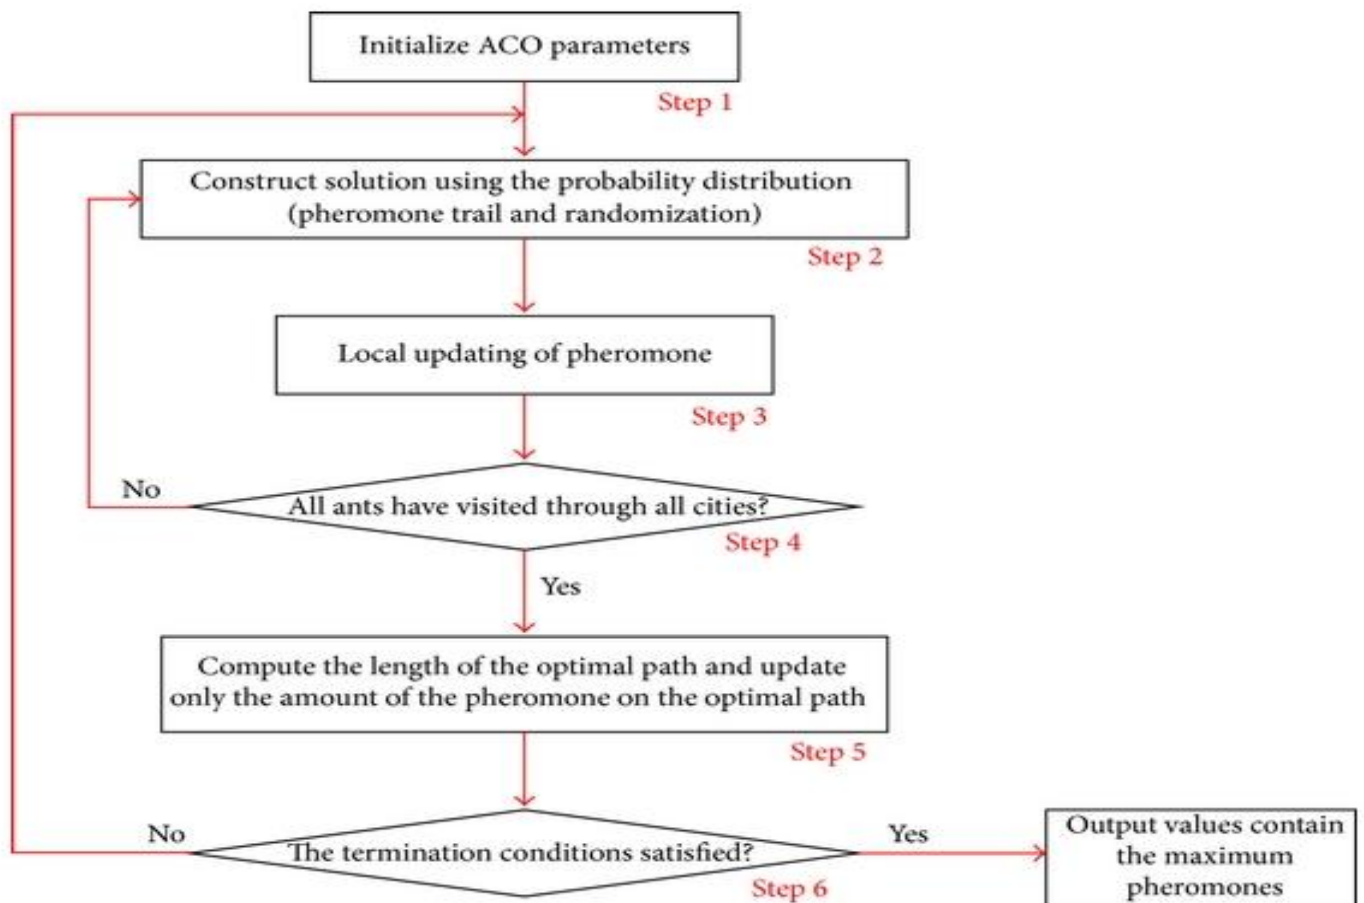 Initialize ACO parameters
Step 1
Construct solution using the probability distribution
(pheromone trail and randomization)
Step 2
Local updating of pheromone
Step 3
No
All ants have visited through all cities?
Step 4
Yes
Compute the length of the optimal path and update
only the amount of the pheromone on the optimal path
Step 5
No
The termination conditions satisfied?
Step 6
Yes
Output values contain
the maximum
pheromones